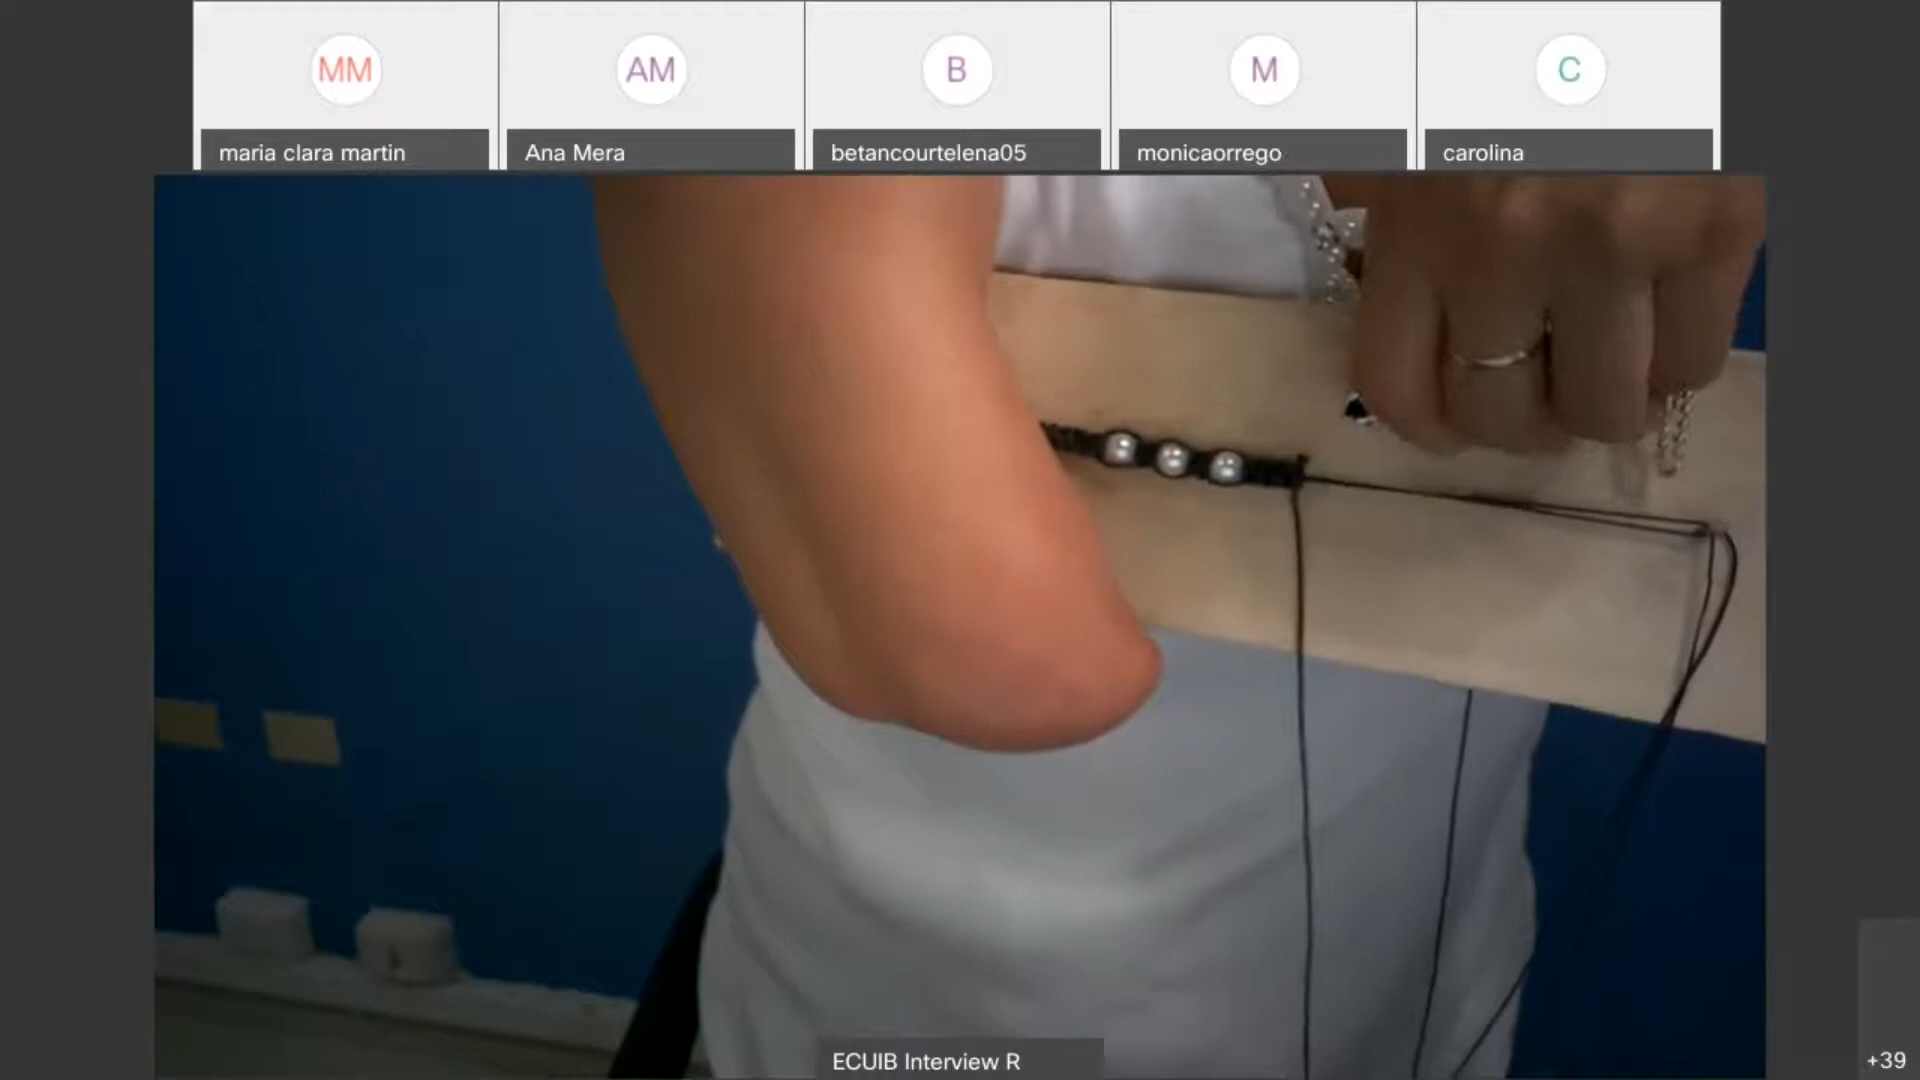 MM
AM
B
M
C
maria clara martin
Ana Mera
betancourtelena05
monicaorrego
carolina
ECUIB Interview R
+39